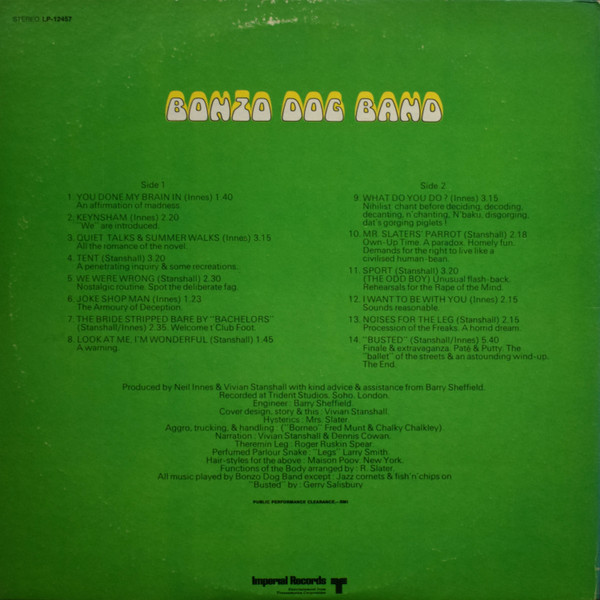 STEREO LP-12457
BONZO DOG BAND
Side 1
1. YOU DONE MY BRAIN IN (Innes) 1.40
An affirmation of madness.
2. KEYNSHAM (Innes) 2.20
"We" are introduced.
3. QUIET TALKS & SUMMER WALKS (Innes) 3.15
All the romance of the novel.
4. TENT (Stanshall) 3.20
A penetrating inquiry & some recreations.
5. WE WERE WRONG (Stanshall) 2.30
Nostalgic routine. Spot the deliberate fag.
6. JOKE SHOP MAN (Innes) 1.23
The Armoury of Deception.
7. THE BRIDE STRIPPED BARE BY "BACHELORS"
(Stanshall/Innes) 2.35. Welcome t Club Foot.
8. LOOK AT ME, I'M WONDERFUL (Stanshall) 1.45
A warning.
Side 2
9. WHAT DO YOU DO? (Innes) 3.15
Nihilist chant before deciding, decoding,
decanting, n'chanting, N'baku, disgorging,
dat's gorging piglets!
10. MR. SLATERS' PARROT (Stanshall) 2.18
Own-Up Time. A paradox. Homely fun.
Demands for the right to live like a
civilised human-bean.
11. SPORT (Stanshall) 3.20
(THE ODD BOY) Unusual flash-back.
Rehearsals for the Rape of the Mind.
12. I WANT TO BE WITH YOU (Innes) 2.15
Sounds reasonable
13. NOISES FOR THE LEG (Stanshall) 2.15
Procession of the Freaks. A horrid dream.
14. "BUSTED" (Stanshall/Innes) 5.40
Finale & extravaganza. Paté & Putty. The
"ballet" of the streets & an astounding wind-up.
The End.
Produced by Neil Innes & Vivian Stanshall with kind advice & assistance from Barry Sheffield.
Recorded at Trident Studios. Soho. London.
Engineer: Barry Sheffield.
Cover design, story & this: Vivian Stanshall.
Hysterics: Mrs. Slater.
Aggro, trucking, & handling: ("Borneo" Fred Munt & Chalky Chalkley).
Narration: Vivian Stanshall & Dennis Cowan.
Theremin Leg: Roger Ruskin Spear.
Perfumed Parlour Snake: "Legs" Larry Smith.
Hair-styles for the above: Maison Poov. New York.
Functions of the Body arranged by: R. Slater.
All music played by Bonzo Dog Band except: Jazz cornets & fish'n'chips on
"Busted" by: Gerry Salisbury
PUBLIC PERFORMANCE CLEARANCE—BMI
Imperial Records